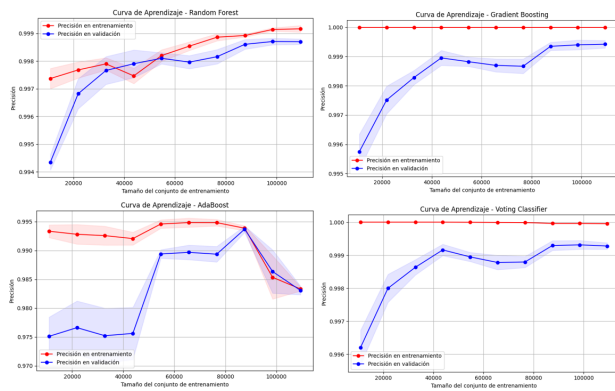 Curva de Aprendizaje - Random Forest
Precisión en entrenamiento
Precisión en validación
0.999
0.998
0.997
0.996
0.995
0.994
Precisión
20000 40000 60000 80000 100000
Tamaño del conjunto de entrenamiento
Curva de Aprendizaje - Gradient Boosting
1.000
0.999
0.998
0.997
0.996
0.995
Precisión
Precisión en entrenamiento
Precisión en validación
20000 40000 60000 80000 100000
Tamaño del conjunto de entrenamiento
Curva de Aprendizaje - AdaBoost
0.995
0.990
0.985
0.980
0.975
0.970
Precisión
Precisión en entrenamiento
Precisión en validación
20000 40000 60000 80000 100000
Tamaño del conjunto de entrenamiento
Curva de Aprendizaje - Voting Classifier
1.000
0.999
0.998
0.997
0.996
Precisión
Precisión en entrenamiento
Precisión en validación
20000 40000 60000 80000 100000
Tamaño del conjunto de entrenamiento